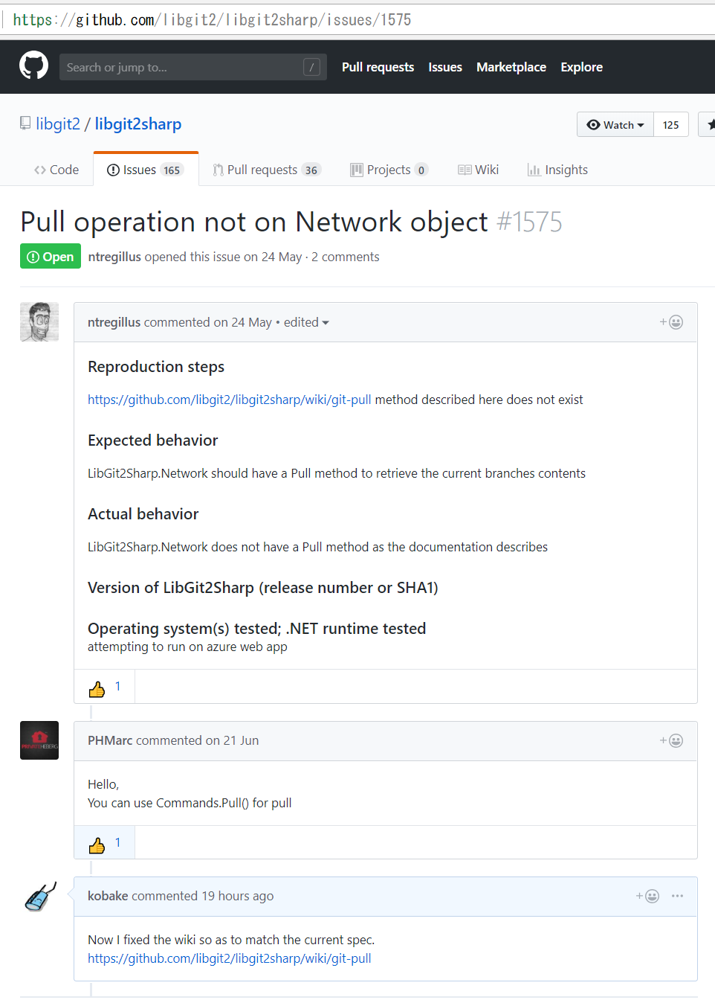 https://github.com/libgit2/libgit2sharp/issues/1575
Search or jump to... / Pull requests Issues Marketplace Explore
libgit2 / libgit2sharp Watch 125
Code Issues 165 Pull requests 36 Projects 0 Wiki Insights
Pull operation not on Network object #1575
Open ntregillus opened this issue on 24 May · 2 comments
ntregillus commented on 24 May • edited
Reproduction steps
https://github.com/libgit2/libgit2sharp/wiki/git-pull method described here does not exist
Expected behavior
LibGit2Sharp.Network should have a Pull method to retrieve the current branches contents
Actual behavior
LibGit2Sharp.Network does not have a Pull method as the documentation describes
Version of LibGit2Sharp (release number or SHA1)
Operating system(s) tested; .NET runtime tested
attempting to run on azure web app
1
PHMarc commented on 21 Jun
Hello,
You can use Commands.Pull() for pull
1
kobake commented 19 hours ago
Now I fixed the wiki so as to match the current spec.
https://github.com/libgit2/libgit2sharp/wiki/git-pull